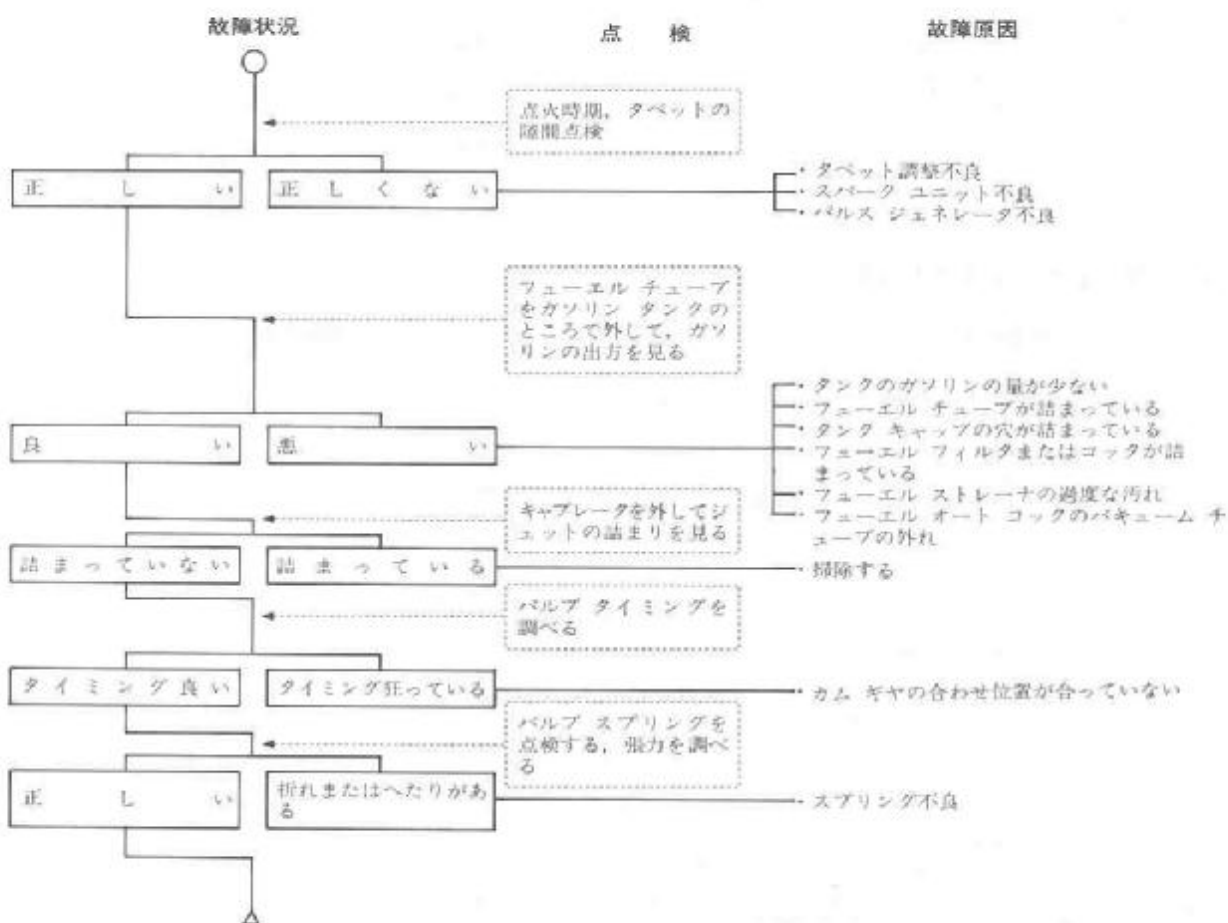 故障状況
点 検
故障原因
点火時期,タペットの
隙間点検
正しい
正しくない
・タペット調整不良
・スパーク ユニット不良
・パルス ジェネレータ不良
フューエル チューブ
をガソリン タンクの
ところで外して,ガソ
リンの出方を見る
良い
悪い
・タンクのガソリンの量が少ない
・フューエル チューブが詰まっている
・タンク キャップの穴が詰まっている
・フューエル フィルタまたはコックが詰
まっている
・フューエル ストレーナの過度な汚れ
・フューエル オート コックのバキューム チ
ューブの外れ
キャブレータを外してジ
ェットの詰まりを見る
詰まっていない
詰まっている
・掃除する
バルブ タイミングを
調べる
タイミング良い
タイミング狂っている
・カム ギヤの合わせ位置が合っていない
バルブ スプリングを
点検する,張力を調べ
る
正しい
折れまたはへたりがあ
る
・スプリング不良